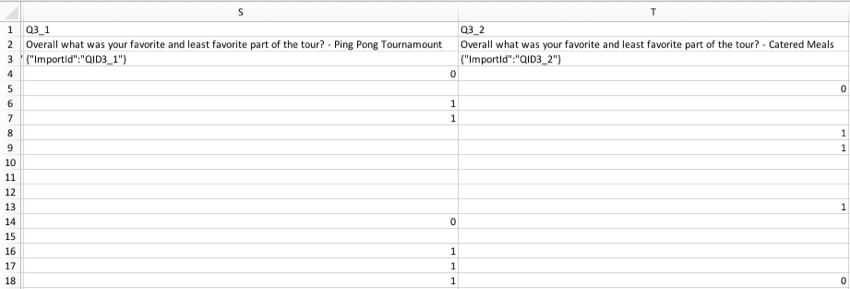 S T
1 Q3_1 Q3_2
2 Overall what was your favorite and least favorite part of the tour? - Ping Pong Tournament Overall what was your favorite and least favorite part of the tour? - Catered Meals
3 {"ImportId":"QID3_1"} {"ImportId":"QID3_2"}
4 0
5 0
6 1
7 1
8 1
9 1
10
11
12
13 1
14 0
15
16 1
17 1
18 1 0